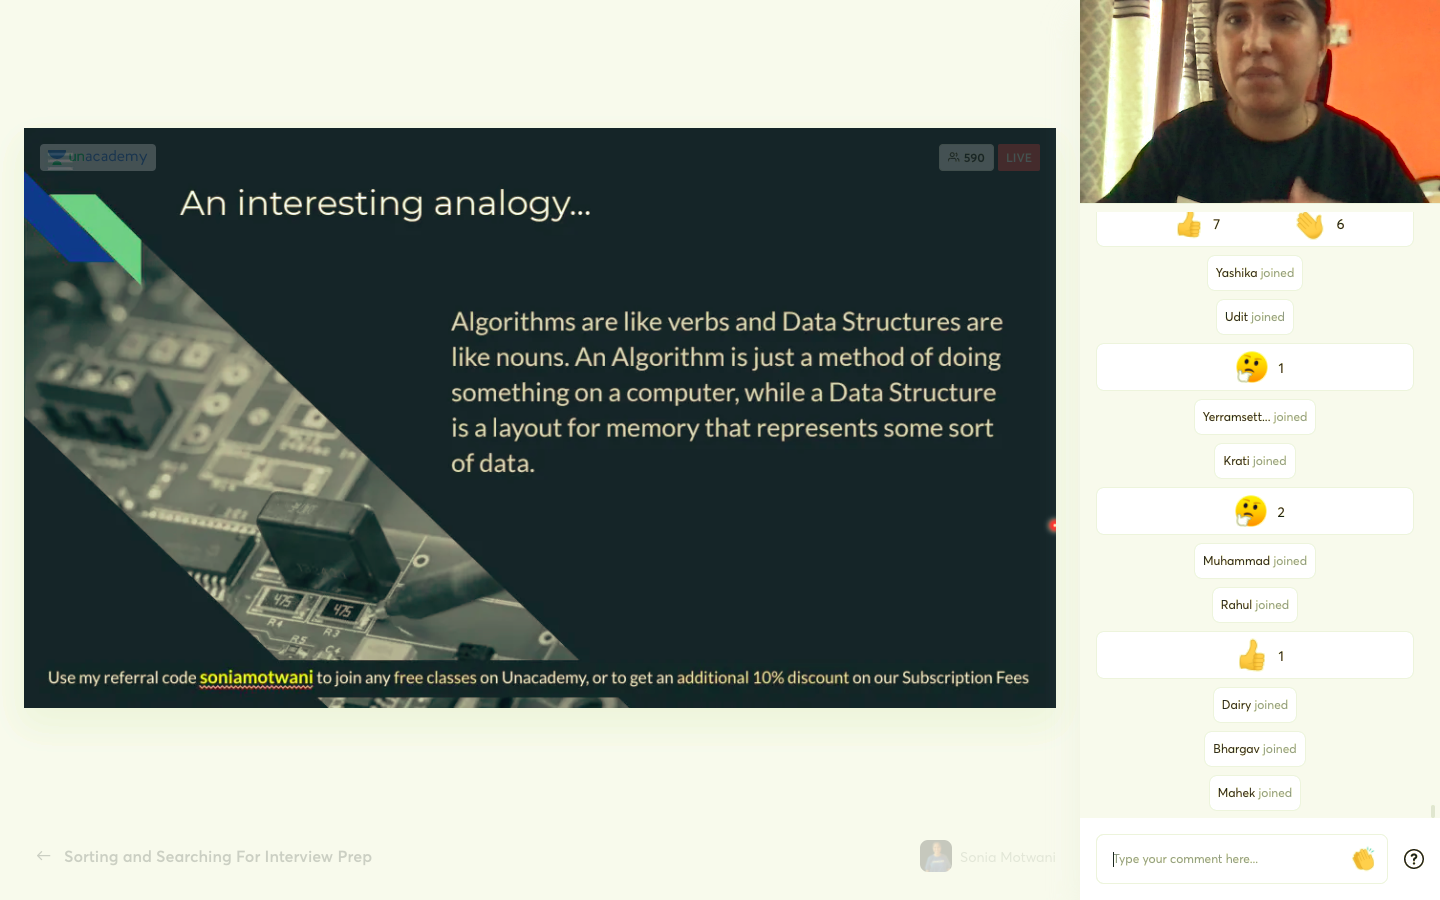 unacademy
590
LIVE
An interesting analogy...
Algorithms are like verbs and Data Structures are
like nouns. An Algorithm is just a method of doing
something on a computer, while a Data Structure
is a layout for memory that represents some sort
of data.
475
475
R4
R3
R5
Use my referral code soniamotwani to join any free classes on Unacademy, or to get an additional 10% discount on our Subscription Fees
Sorting and Searching For Interview Prep
Sonia Motwani
7
6
Yashika joined
Udit joined
1
Yerramsett... joined
Krati joined
2
Muhammad joined
Rahul joined
1
Dairy joined
Bhargav joined
Mahek joined
Type your comment here...